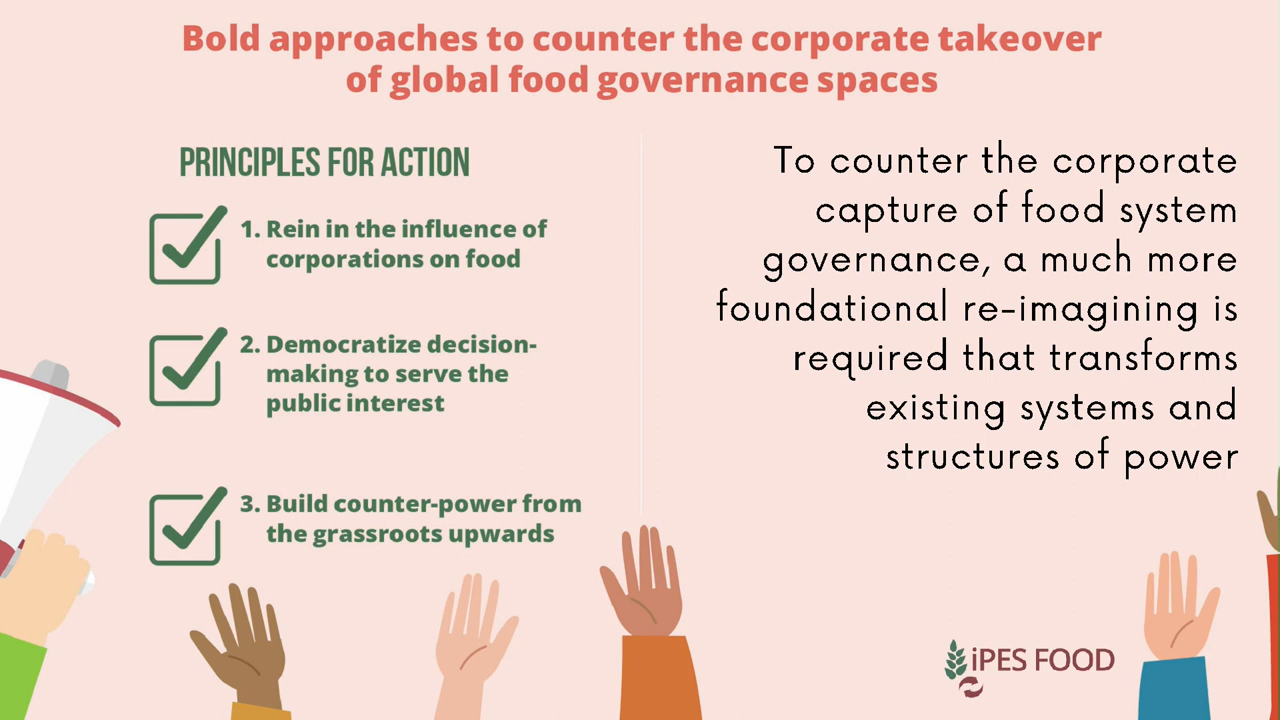 Bold approaches to counter the corporate takeover
of global food governance spaces
PRINCIPLES FOR ACTION
1. Rein in the influence of
corporations on food
2. Democratize decision-
making to serve the
public interest
3. Build counter-power from
the grassroots upwards
To counter the corporate
capture of food system
governance, a much more
foundational re-imagining is
required that transforms
existing systems and
structures of power
iPES FOOD